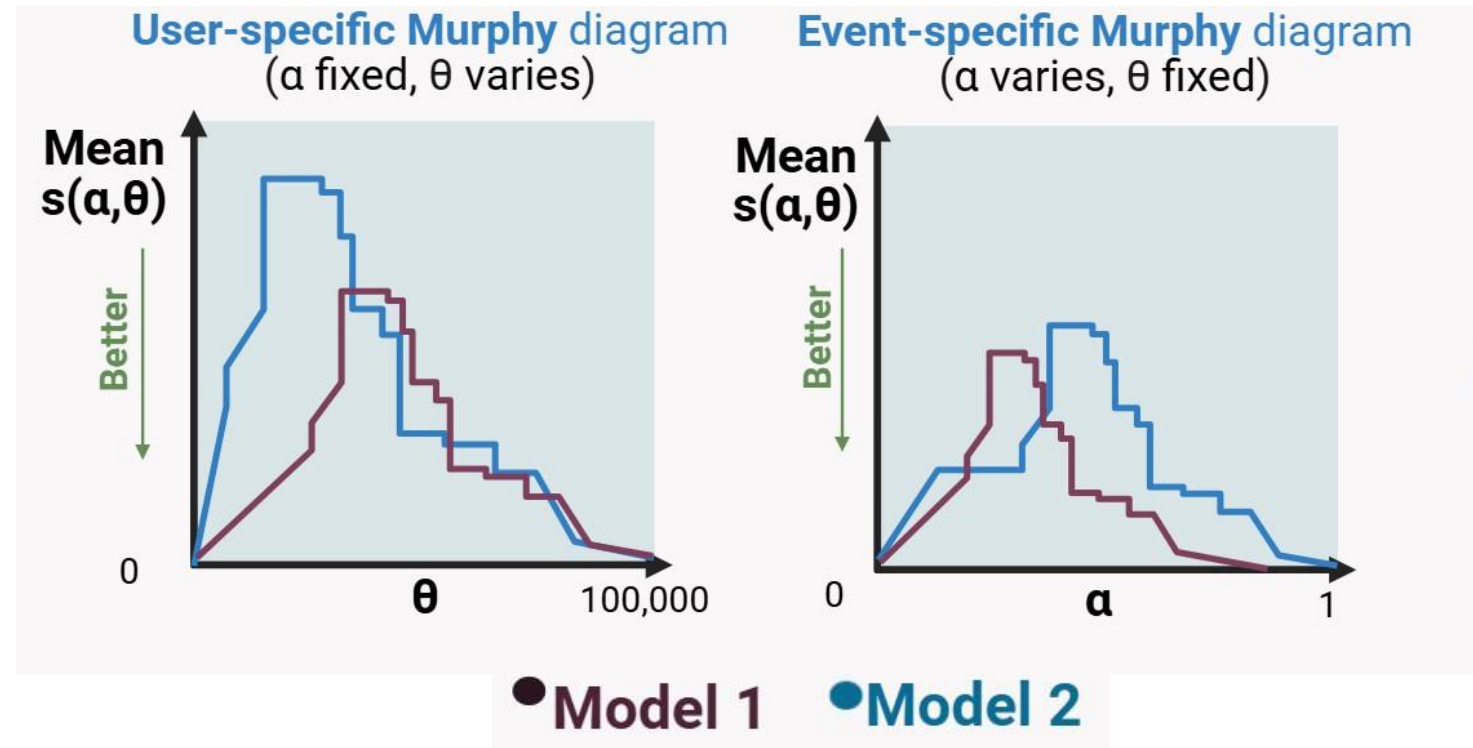 User-specific Murphy diagram
(α fixed, θ varies)
Mean
s(α,θ)
Better
0
θ
100,000
Event-specific Murphy diagram
(α varies, θ fixed)
Mean
s(α,θ)
Better
0
α
1
Model 1
Model 2